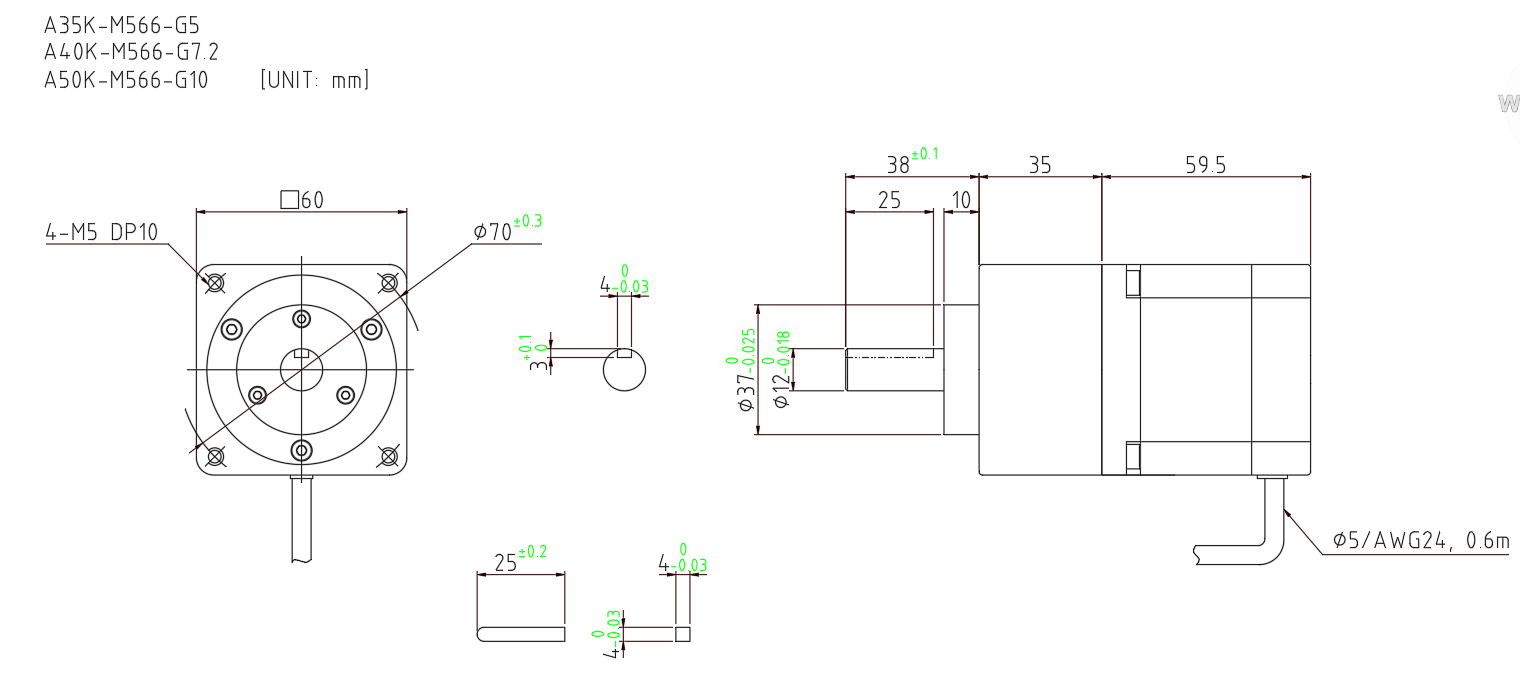 A35K-M566-G5
A40K-M566-G7.2
A50K-M566-G10 [UNIT: mm]
W
38±0.1
35
59.5
25
10
□60
4-M5 DP10
φ70±0.3
4 0 -0.03
3 +0.1 0
φ37 0 -0.025
φ12 0 -0.018
φ5/AWG24, 0.6m
25±0.2
4 0 -0.03
4 0 -0.03